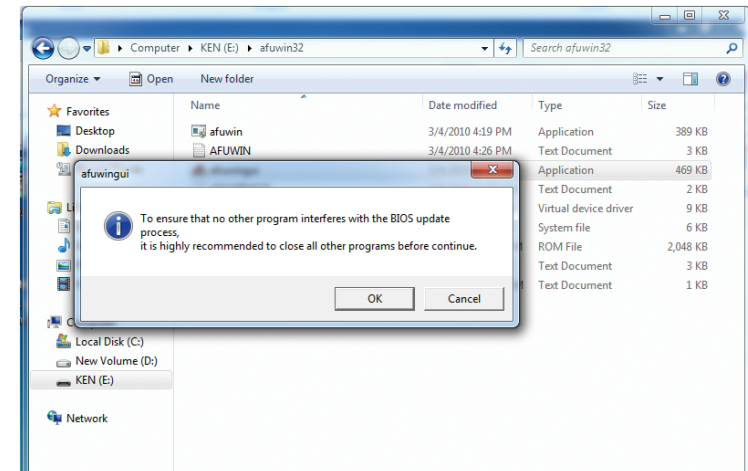 Computer ▸ KEN (E:) ▸ afuwin32
Search afuwin32
Organize
Open
New folder
Favorites
Desktop
Downloads
Local Disk (C:)
New Volume (D:)
KEN (E:)
Network
Name Date modified Type Size
afuwin 3/4/2010 4:19 PM Application 389 KB
AFUWIN 3/4/2010 4:26 PM Text Document 3 KB
Application 469 KB
Text Document 2 KB
Virtual device driver 9 KB
System file 6 KB
ROM File 2,048 KB
Text Document 3 KB
Text Document 1 KB
afuwingui
To ensure that no other program interferes with the BIOS update
process,
it is highly recommended to close all other programs before continue.
OK
Cancel